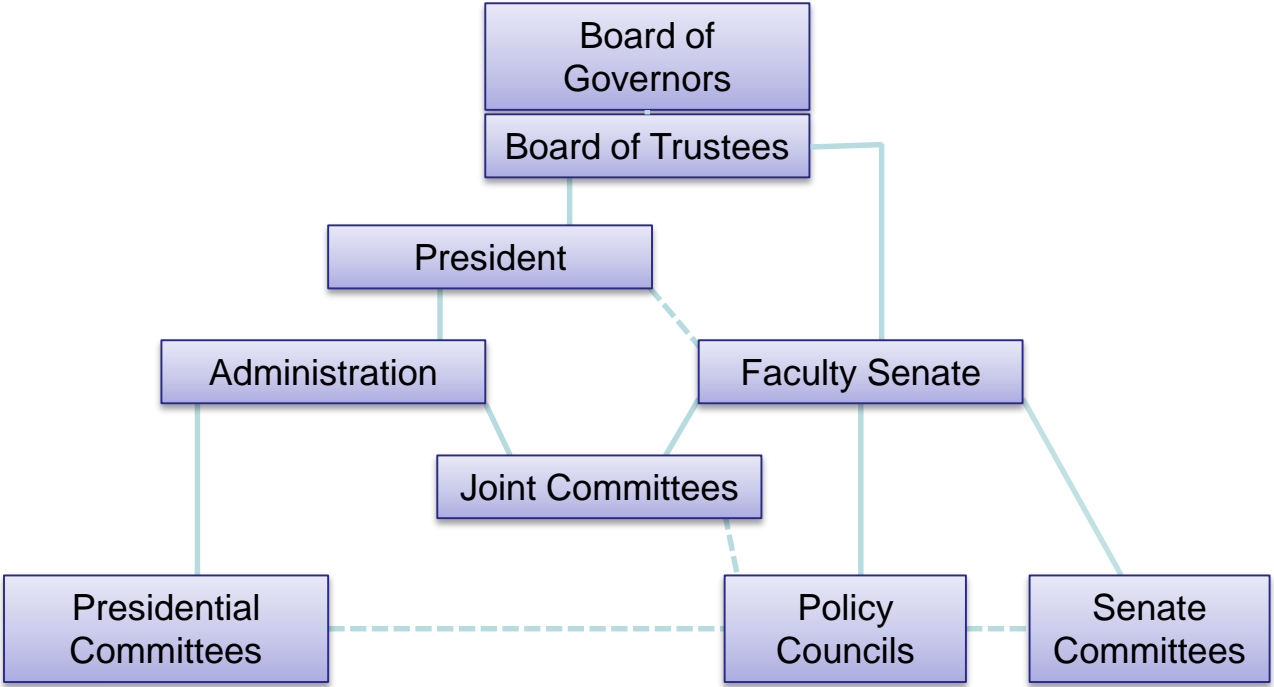 Board of
Governors
Board of Trustees
President
Administration
Faculty Senate
Joint Committees
Presidential
Committees
Policy
Councils
Senate
Committees